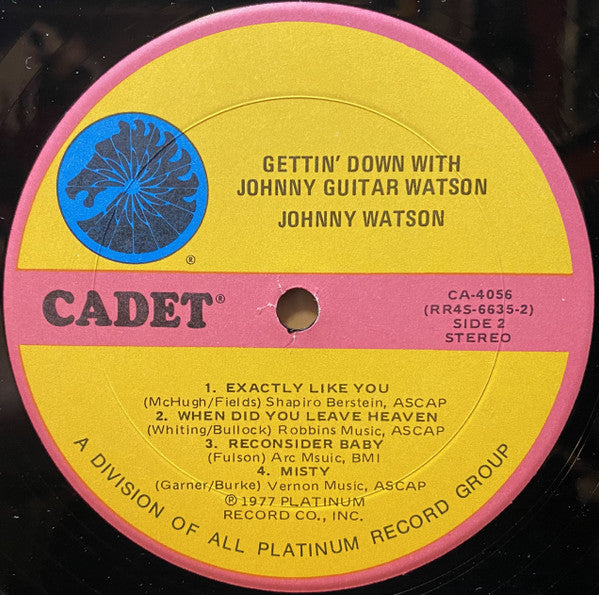 GETTIN' DOWN WITH
JOHNNY GUITAR WATSON
JOHNNY WATSON
®
CADET®
CA-4056
(RR4S-6635-2)
SIDE 2
STEREO
1. EXACTLY LIKE YOU
(McHugh/Fields) Shapiro Berstein, ASCAP
2. WHEN DID YOU LEAVE HEAVEN
(Whiting/Bullock) Robbins Music, ASCAP
3. RECONSIDER BABY
(Fulson) Arc Msuic, BMI
4. MISTY
(Garner/Burke) Vernon Music, ASCAP
℗ 1977 PLATINUM
RECORD CO., INC.
A DIVISION OF ALL PLATINUM RECORD GROUP